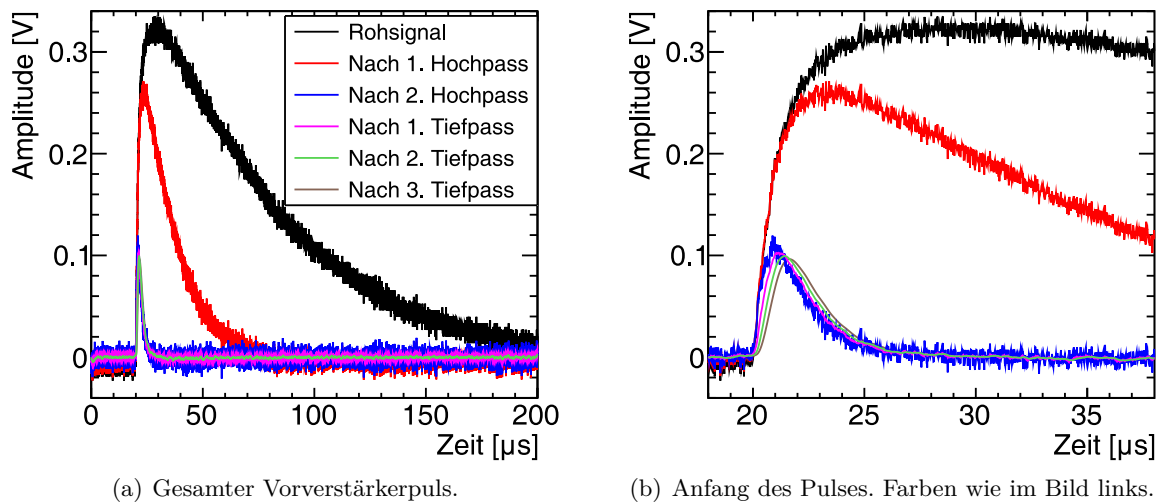 Amplitude [V]
0.3
0.2
0.1
0
0 50 100 150 200
Zeit [µs]
Rohsignal
Nach 1. Hochpass
Nach 2. Hochpass
Nach 1. Tiefpass
Nach 2. Tiefpass
Nach 3. Tiefpass
(a) Gesamter Vorverstärkerpuls.
Amplitude [V]
0.3
0.2
0.1
0
20 25 30 35
Zeit [µs]
(b) Anfang des Pulses. Farben wie im Bild links.